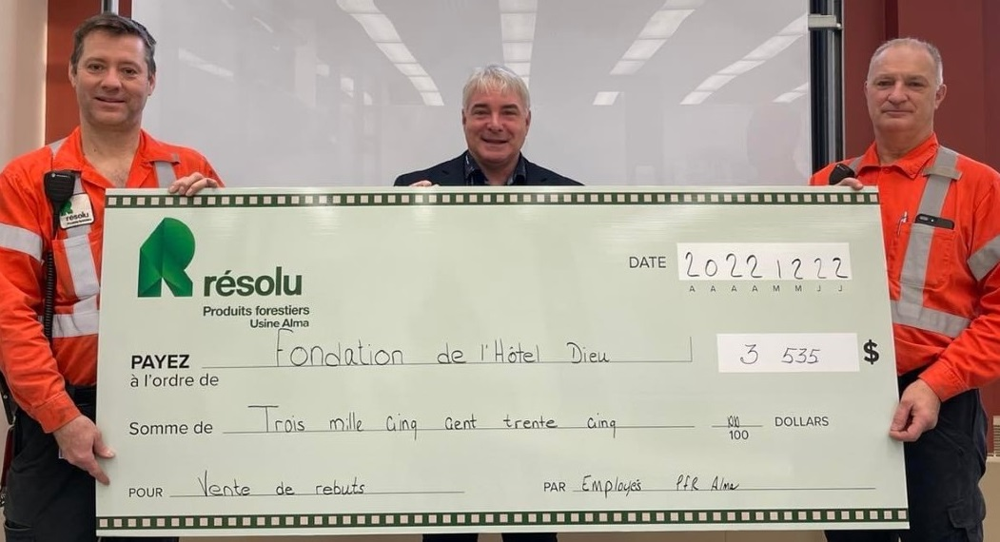 résolu
Produits forestiers
Usine Alma
DATE 20221222
A A A A M M J J
PAYEZ Fondation de l'Hôtel Dieu 3 535 $
à l'ordre de
Somme de Trois mille cinq cent trente cinq 00/100 DOLLARS
POUR Vente de rebuts PAR Employés PFR Alma
résolu